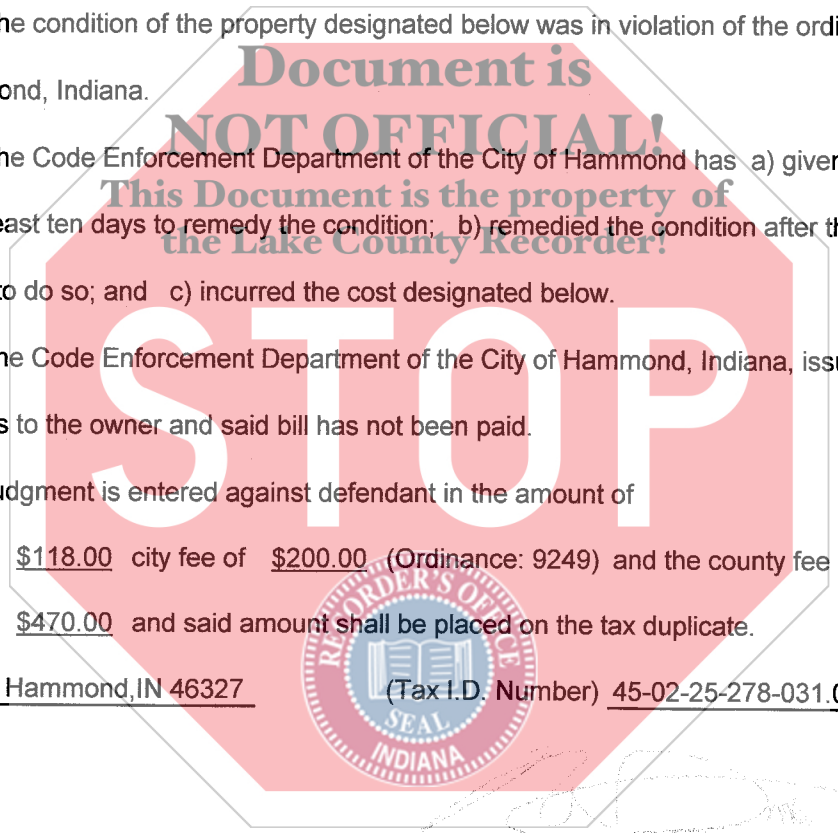 he condition of the property designated below was in violation of the ordi
Document is
ond, Indiana.
NOT OFFICIAL!
he Code Enforcement Department of the City of Hammond has a) given
This Document is the property of
east ten days to remedy the condition; b) remedied the condition after th
the Lake County Recorder!
to do so; and c) incurred the cost designated below.
STOP
he Code Enforcement Department of the City of Hammond, Indiana, issu
s to the owner and said bill has not been paid.
udgment is entered against defendant in the amount of
$118.00 city fee of $200.00 (Ordinance: 9249) and the county fee
$470.00 and said amount shall be placed on the tax duplicate.
Hammond,IN 46327 (Tax I.D. Number) 45-02-25-278-031.0
RECORDER'S OFFICE
SEAL
INDIANA